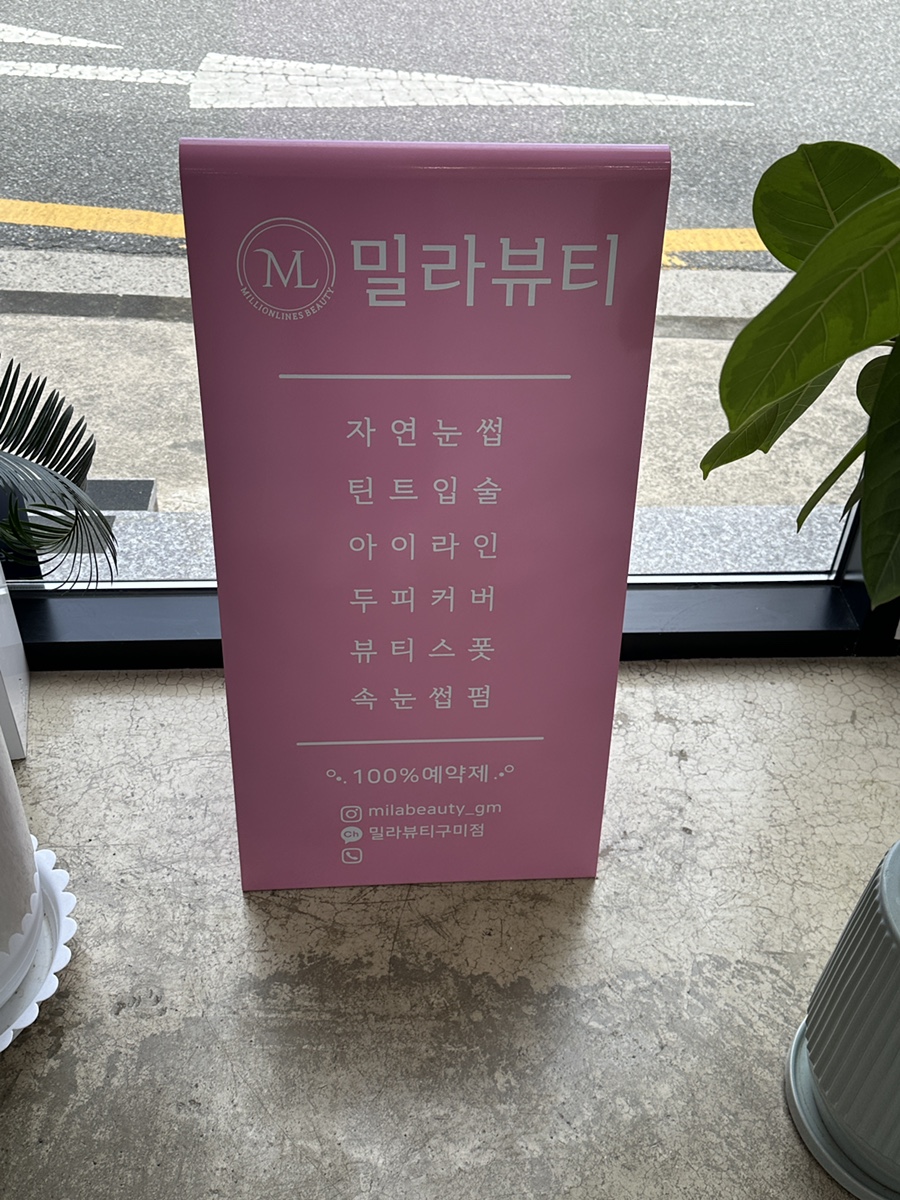 ML
MILLIONLINES BEAUTY
밀라뷰티
자연눈썹
틴트입술
아이라인
두피커버
뷰티스폿
속눈썹펌
100%예약제
milabeauty_gm
Ch 밀라뷰티구미점